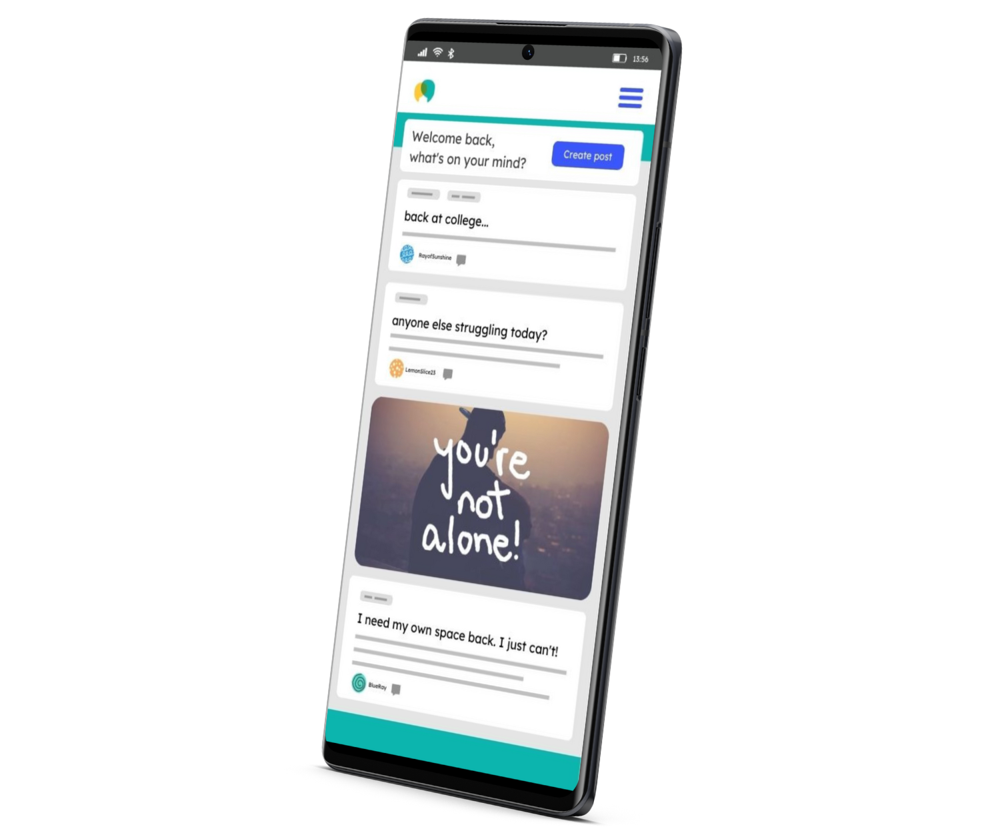 13:56
Welcome back,
what's on your mind?
Create post
back at college...
RayofSunshine
anyone else struggling today?
LemonSlice23
you're
not
alone!
I need my own space back. I just can't!
BlueRay